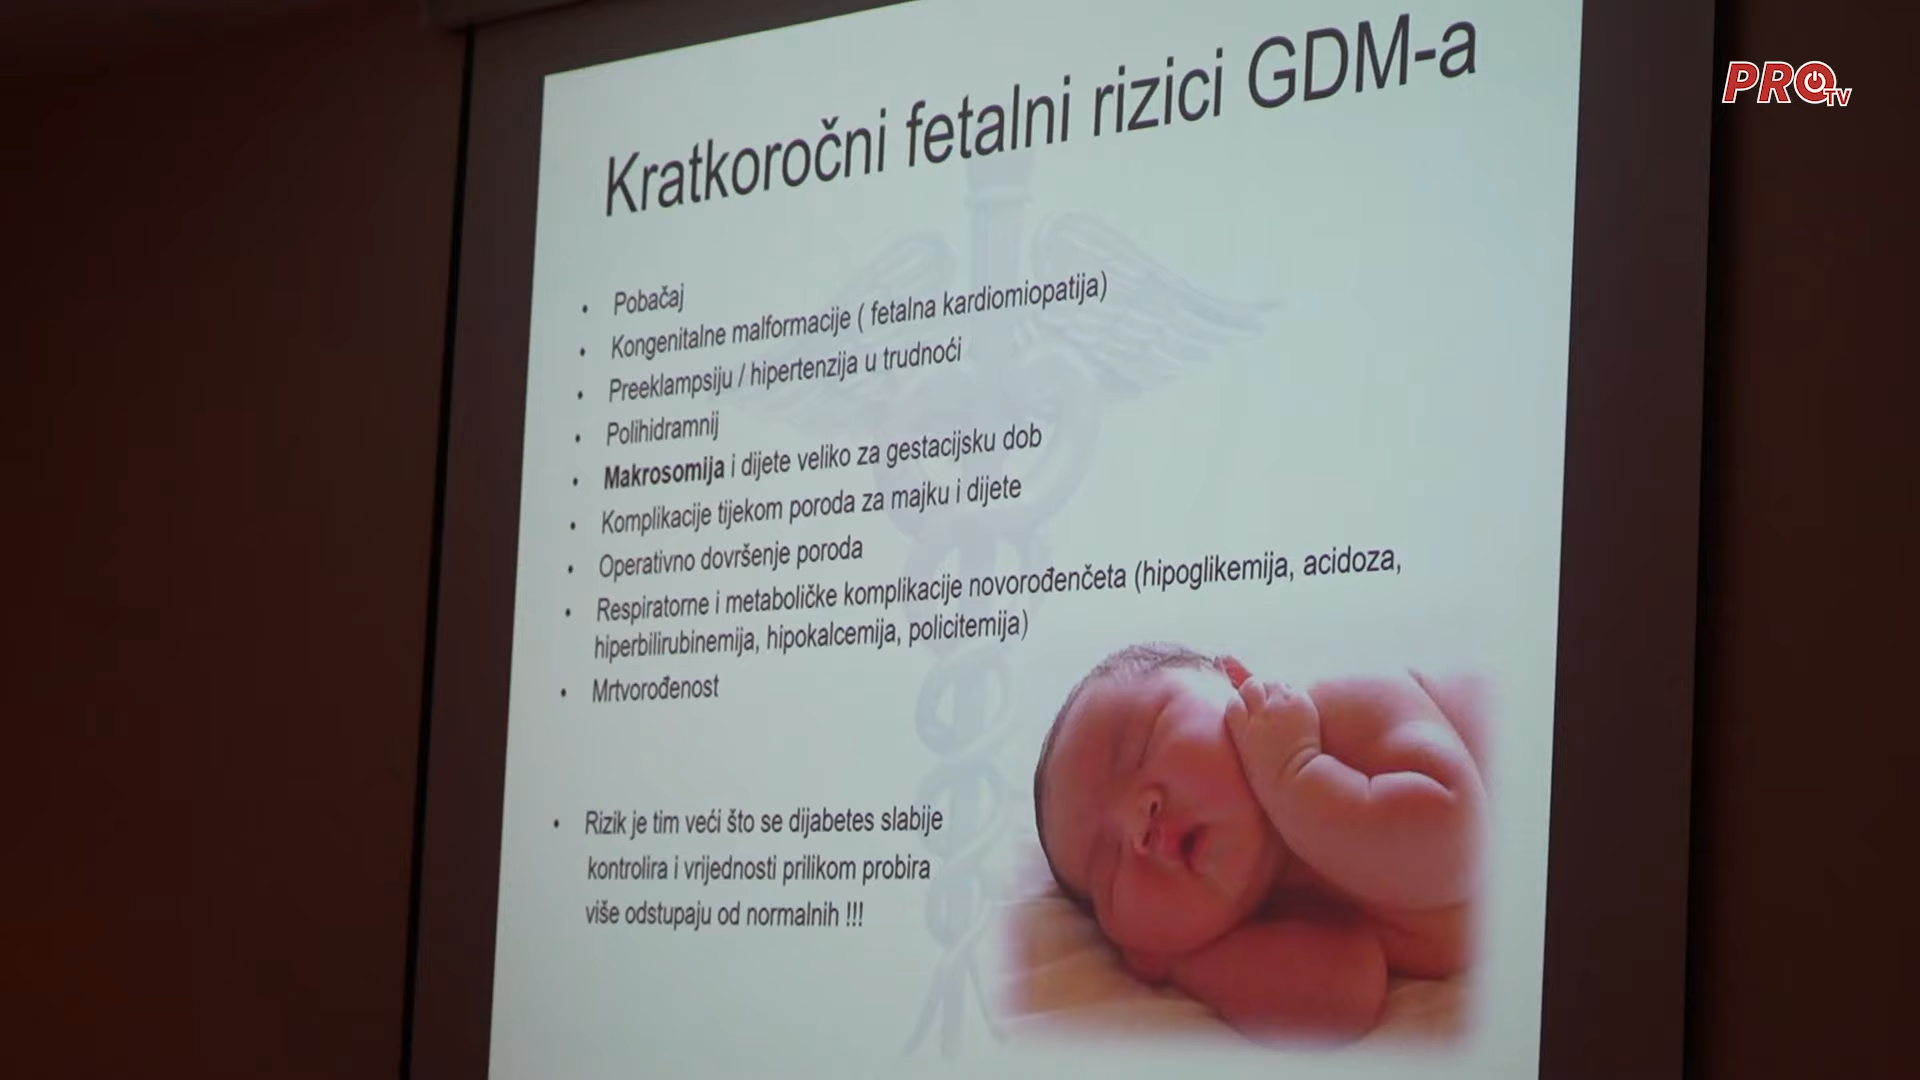 PROTV
Kratkoročni fetalni rizici GDM-a
• Pobačaj
• Kongenitalne malformacije ( fetalna kardiomiopatija)
• Preeklampsiju / hipertenzija u trudnoći
• Polihidramnij
• Makrosomija i dijete veliko za gestacijsku dob
• Komplikacije tijekom poroda za majku i dijete
• Operativno dovršenje poroda
• Respiratorne i metaboličke komplikacije novorođenčeta (hipoglikemija, acidoza,
hiperbilirubinemija, hipokalcemija, policitemija)
• Mrtvorođenost
• Rizik je tim veći što se dijabetes slabije
kontrolira i vrijednosti prilikom probira
više odstupaju od normalnih !!!